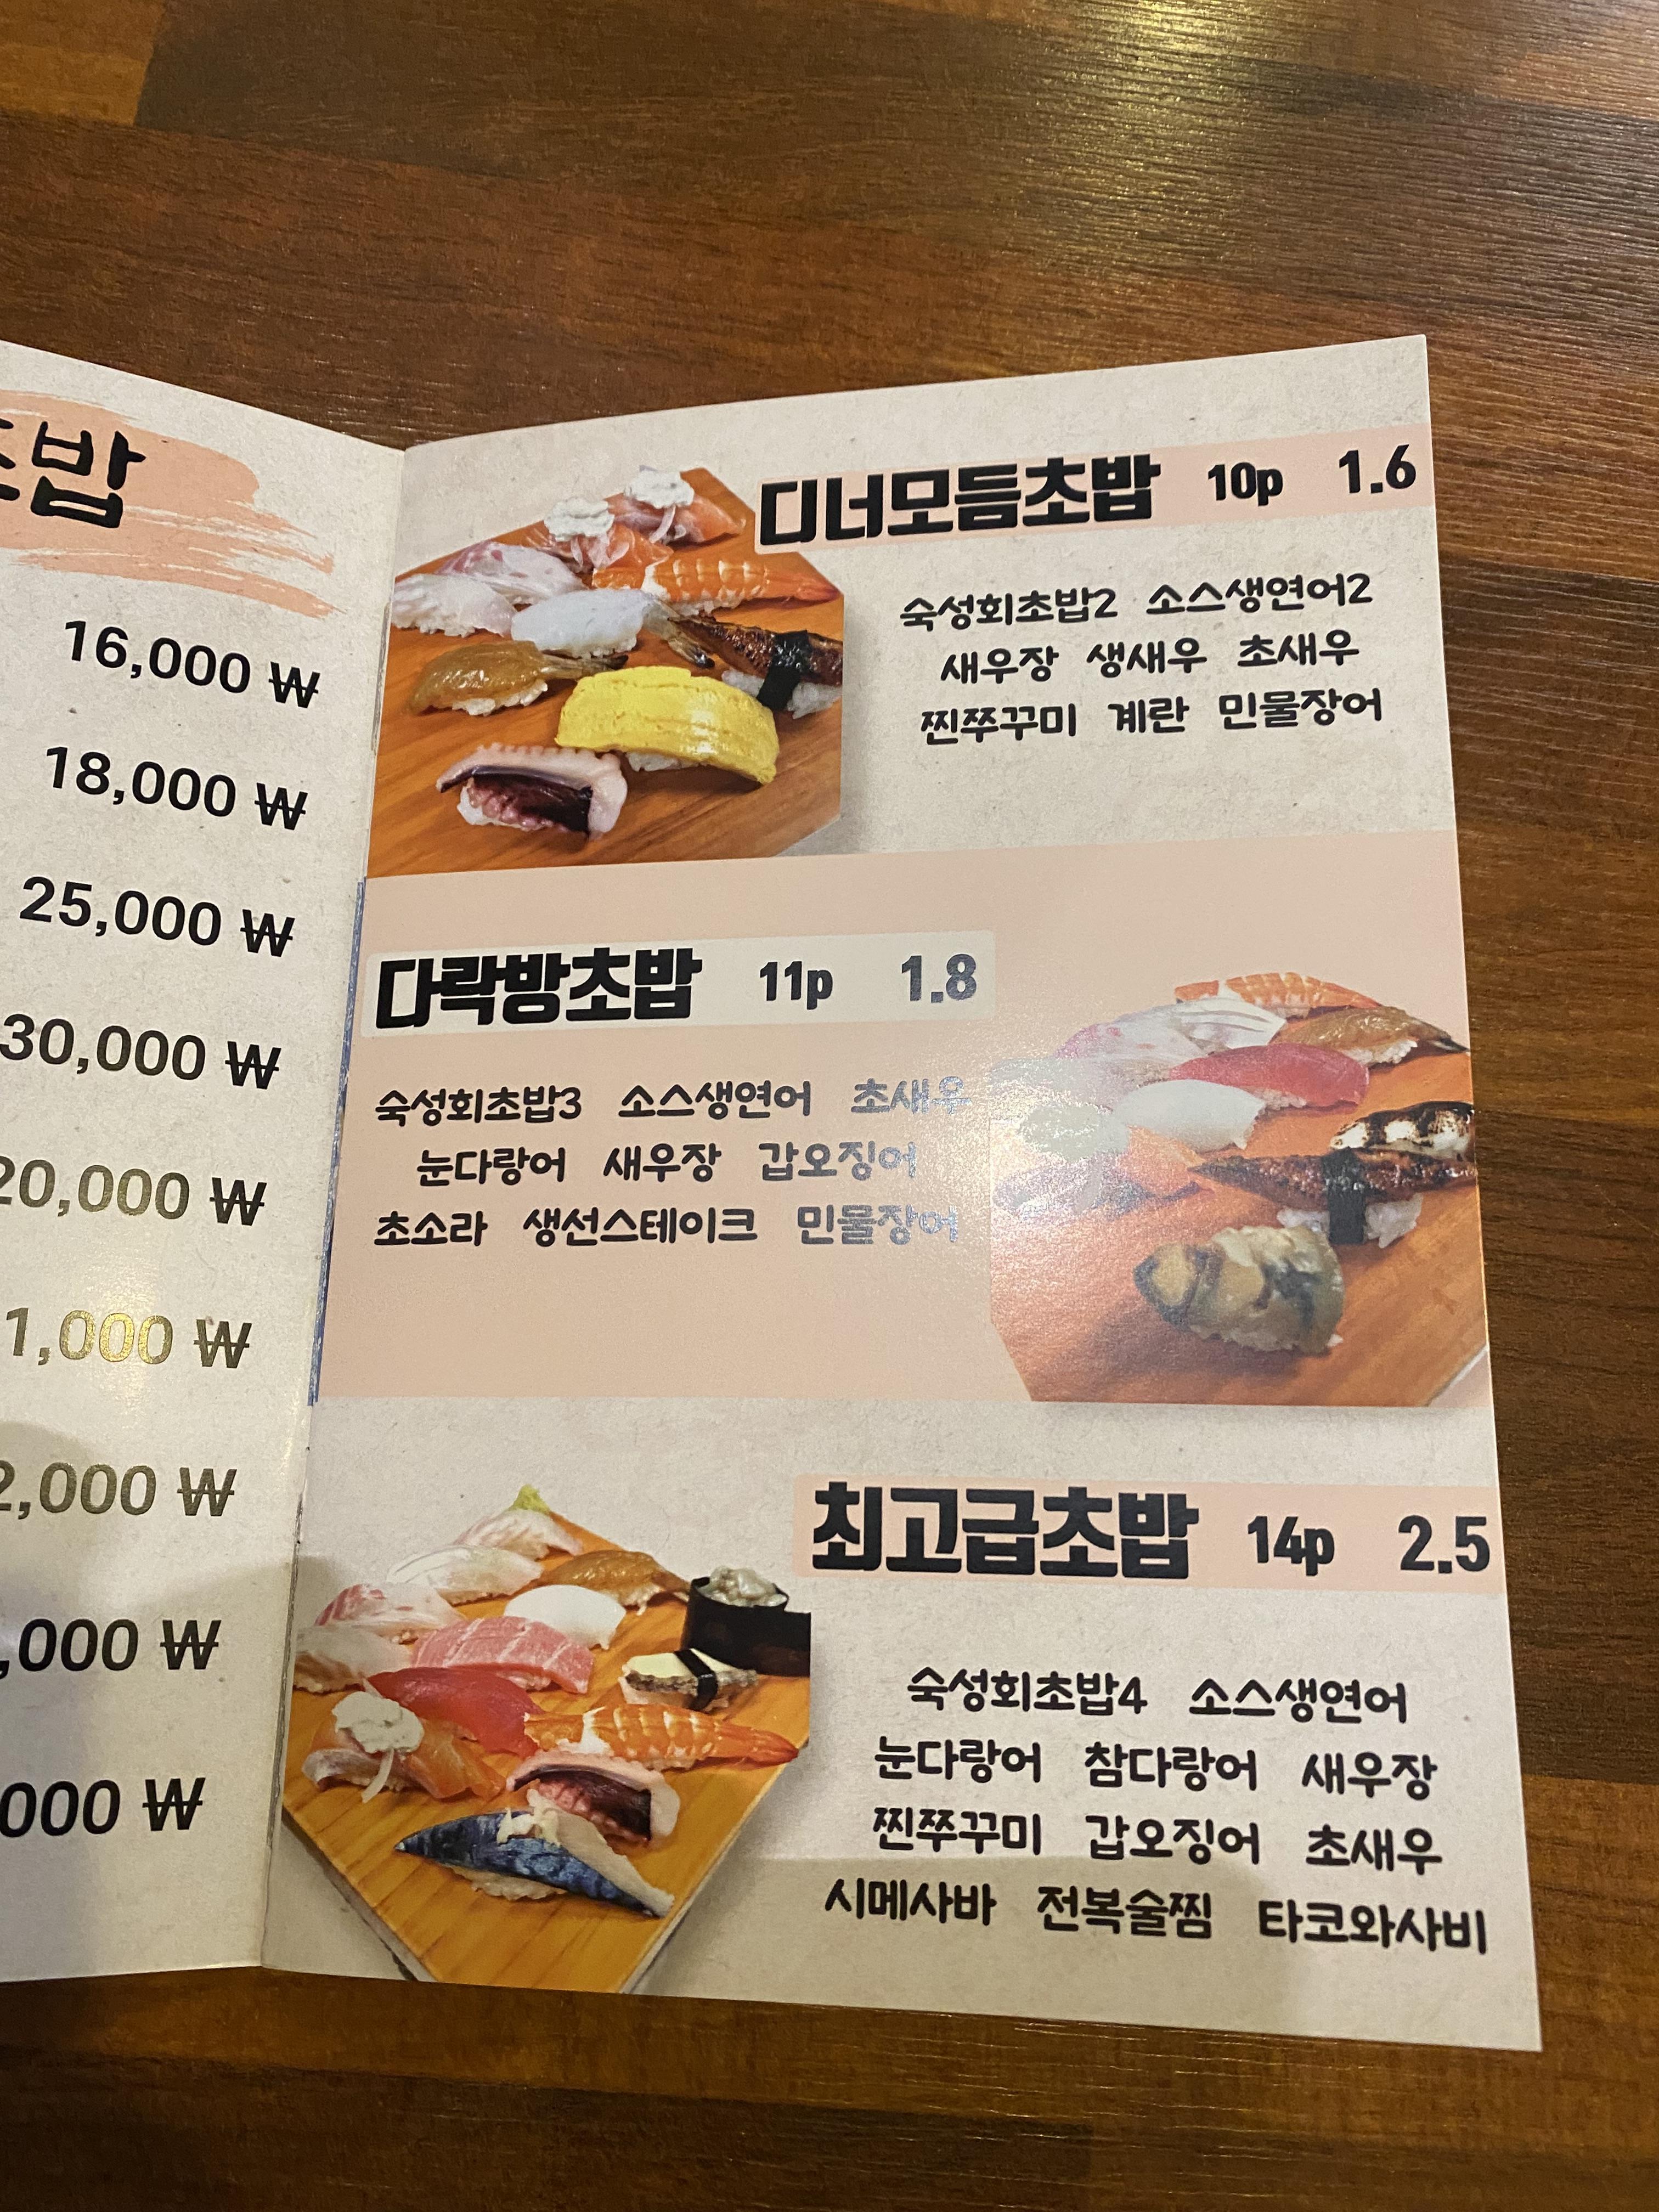 밥
16,000 ₩
18,000 ₩
25,000 ₩
30,000 ₩
20,000 ₩
1,000 ₩
2,000 ₩
,000 ₩
000 ₩
디너모듬초밥 10p 1.6
숙성회초밥2 소스생연어2
새우장 생새우 초새우
찐쭈꾸미 계란 민물장어
다락방초밥 11p 1.8
숙성회초밥3 소스생연어 초새우
눈다랑어 새우장 갑오징어
초소라 생선스테이크 민물장어
최고급초밥 14p 2.5
숙성회초밥4 소스생연어
눈다랑어 참다랑어 새우장
찐쭈꾸미 갑오징어 초새우
시메사바 전복술찜 타코와사비